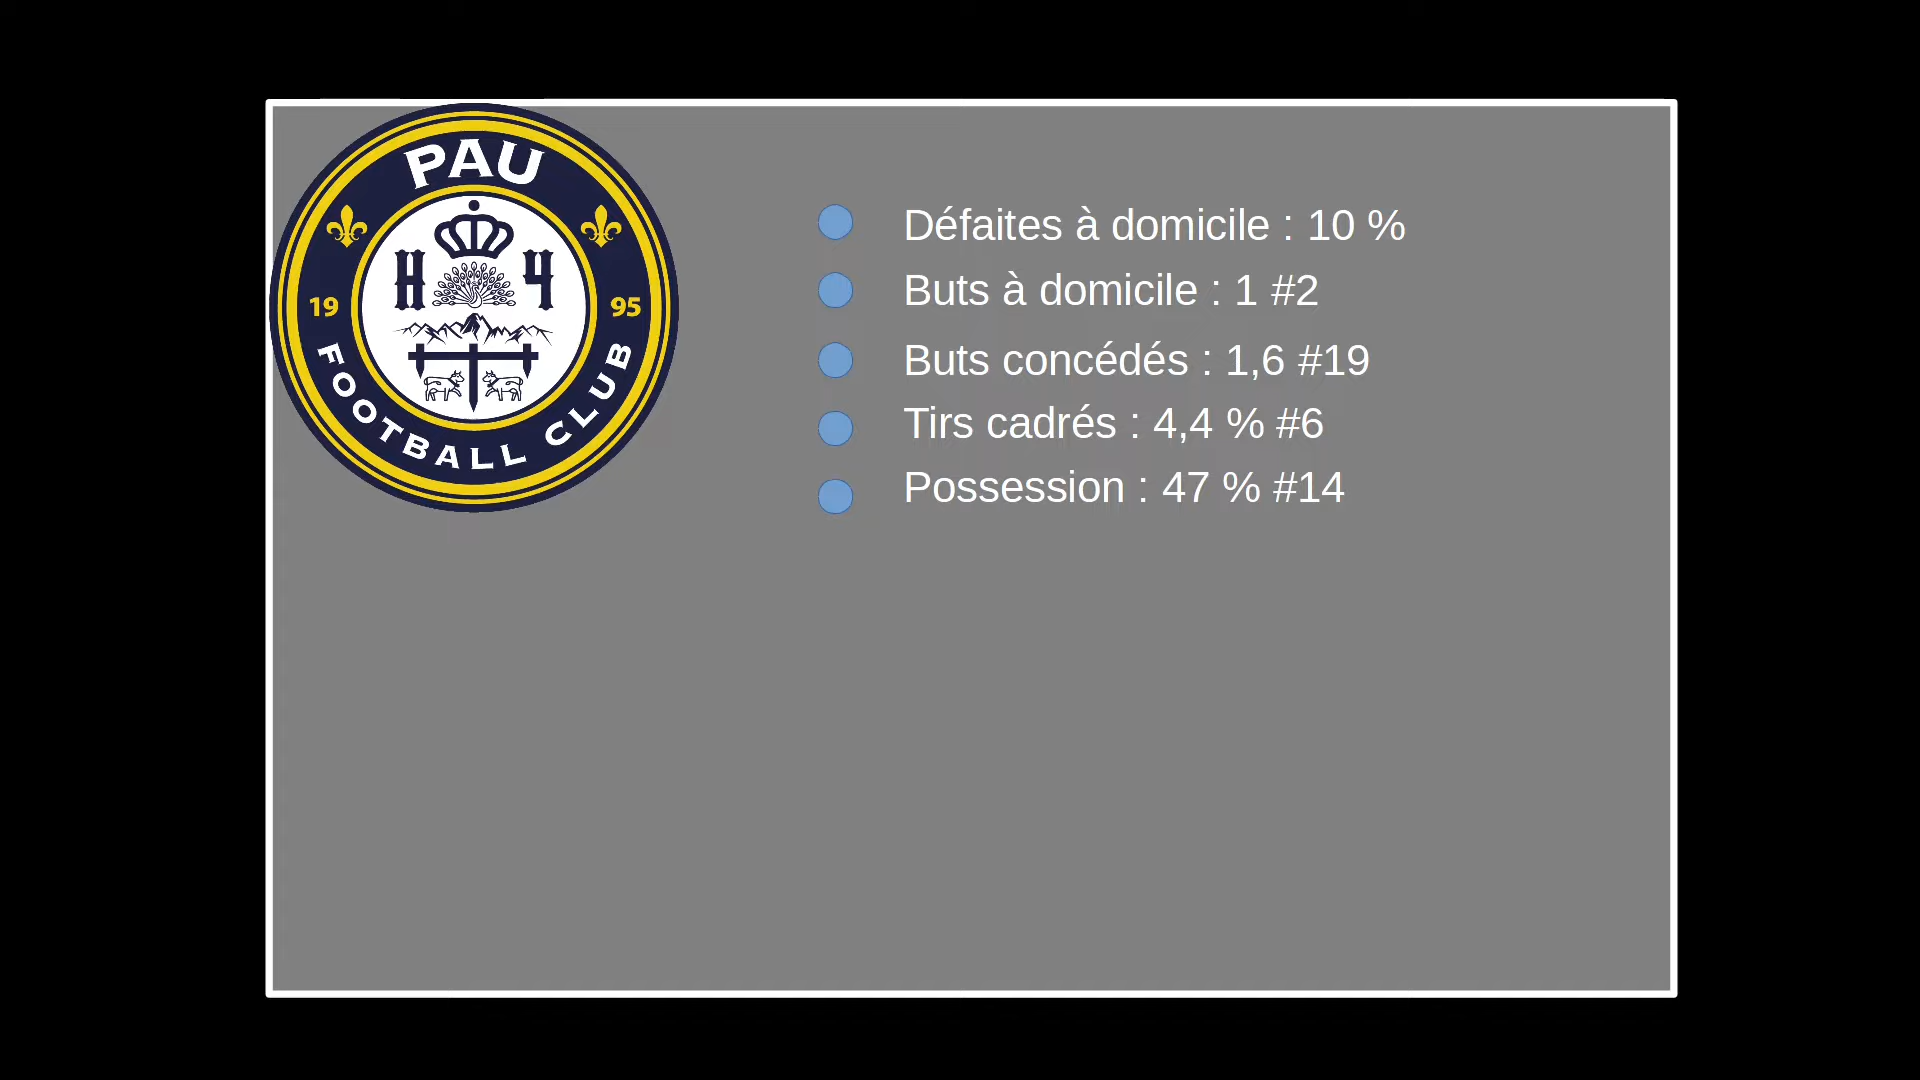 PAU
H 4
19 95
FOOTBALL CLUB
Défaites à domicile : 10 %
Buts à domicile : 1 #2
Buts concédés : 1,6 #19
Tirs cadrés : 4,4 % #6
Possession : 47 % #14